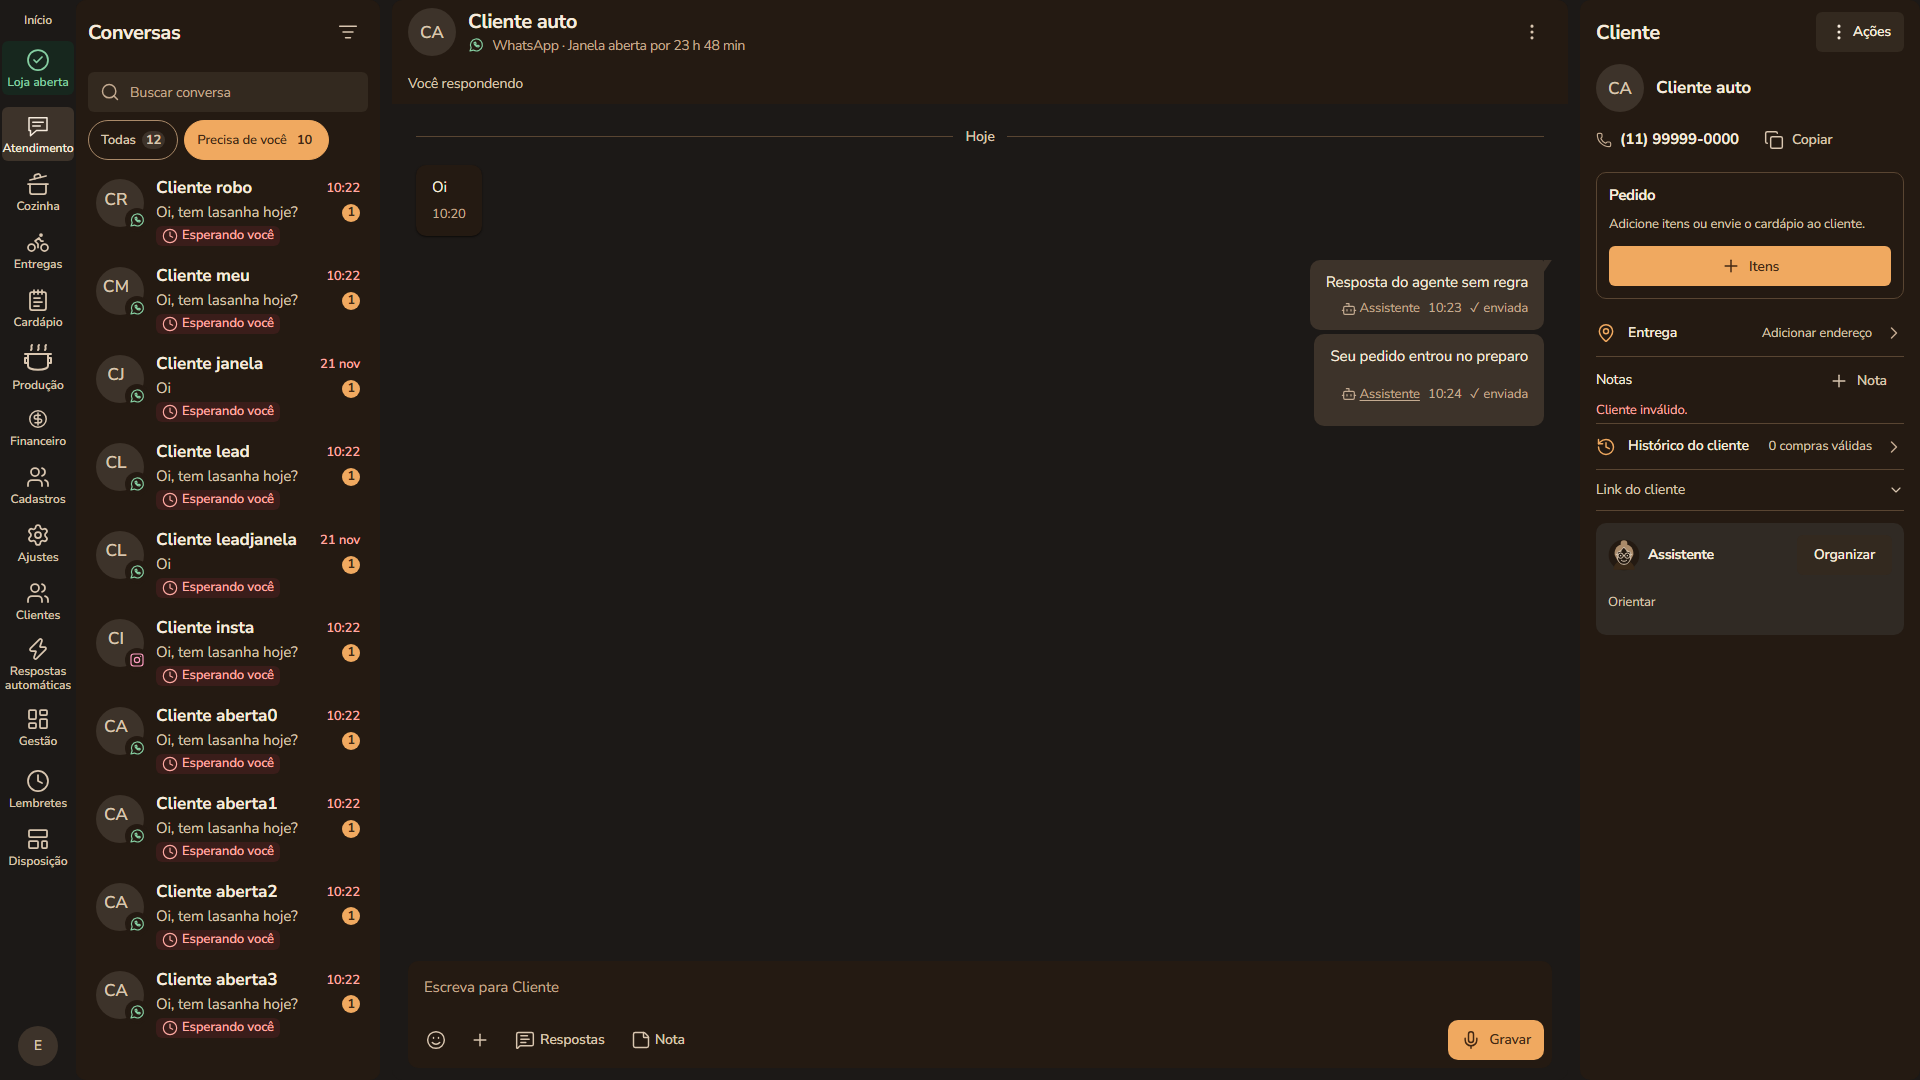 Início
Loja aberta
Atendimento
Cozinha
Entregas
Cardápio
Produção
Financeiro
Cadastros
Ajustes
Clientes
Respostas
automáticas
Gestão
Lembretes
Disposição
E
Conversas
Buscar conversa
Todas 12
Precisa de você 10
CR
Cliente robo 10:22
Oi, tem lasanha hoje? 1
Esperando você
CM
Cliente meu 10:22
Oi, tem lasanha hoje? 1
Esperando você
CJ
Cliente janela 21 nov
Oi 1
Esperando você
CL
Cliente lead 10:22
Oi, tem lasanha hoje? 1
Esperando você
CL
Cliente leadjanela 21 nov
Oi 1
Esperando você
CI
Cliente insta 10:22
Oi, tem lasanha hoje? 1
Esperando você
CA
Cliente aberta0 10:22
Oi, tem lasanha hoje? 1
Esperando você
CA
Cliente aberta1 10:22
Oi, tem lasanha hoje? 1
Esperando você
CA
Cliente aberta2 10:22
Oi, tem lasanha hoje? 1
Esperando você
CA
Cliente aberta3 10:22
Oi, tem lasanha hoje? 1
Esperando você
CA
Cliente auto
WhatsApp · Janela aberta por 23 h 48 min
Você respondendo
Hoje
Oi
10:20
Resposta do agente sem regra
Assistente 10:23 ✓ enviada
Seu pedido entrou no preparo
Assistente 10:24 ✓ enviada
Escreva para Cliente
Respostas
Nota
Gravar
Cliente
Ações
CA
Cliente auto
(11) 99999-0000
Copiar
Pedido
Adicione itens ou envie o cardápio ao cliente.
Itens
Entrega Adicionar endereço
Notas
Nota
Cliente inválido.
Histórico do cliente 0 compras válidas
Link do cliente
Assistente
Organizar
Orientar